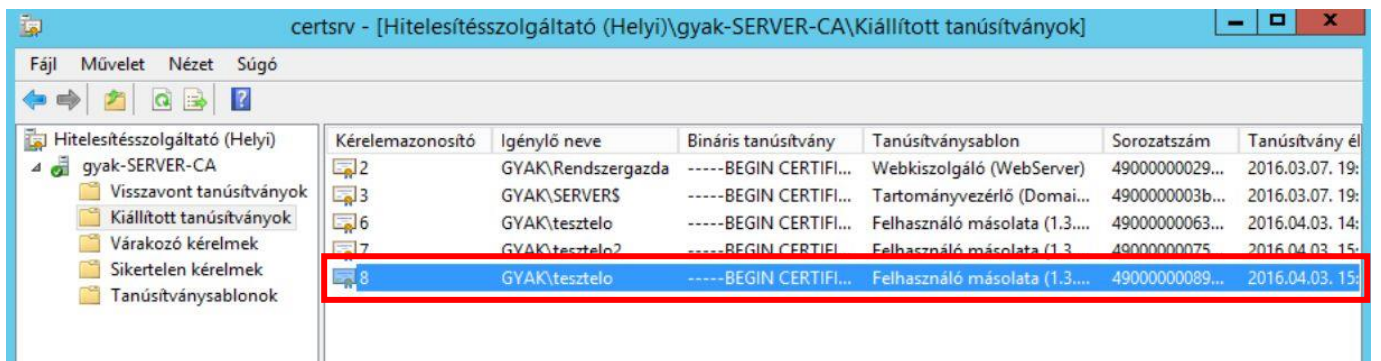 certsrv - [Hitelesítésszolgáltató (Helyi)\gyak-SERVER-CA\Kiállított tanúsítványok]
Fájl Művelet Nézet Súgó
Hitelesítésszolgáltató (Helyi)
gyak-SERVER-CA
Visszavont tanúsítványok
Kiállított tanúsítványok
Várakozó kérelmek
Sikertelen kérelmek
Tanúsítványsablonok
Kérelemazonosító Igénylő neve Bináris tanúsítvány Tanúsítványsablon Sorozatszám Tanúsítvány él
2 GYAK\Rendszergazda -----BEGIN CERTIFI... Webkiszolgáló (WebServer) 49000000029... 2016.03.07. 19:
3 GYAK\SERVER$ -----BEGIN CERTIFI... Tartományvezérlő (Domai... 4900000003b... 2016.03.07. 19:
6 GYAK\tesztelo -----BEGIN CERTIFI... Felhasználó másolata (1.3.... 49000000063... 2016.04.03. 14:
7 GYAK\tesztelo2 -----BEGIN CERTIFI... Felhasználó másolata (1.3.... 49000000075... 2016.04.03. 15:
8 GYAK\tesztelo -----BEGIN CERTIFI... Felhasználó másolata (1.3.... 49000000089... 2016.04.03. 15: